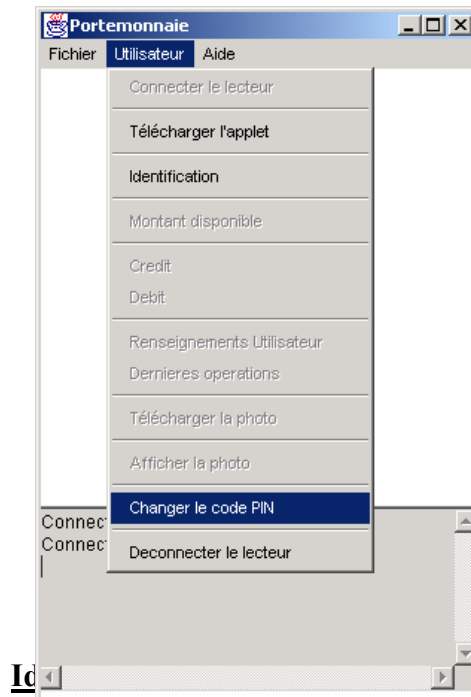 Portemonnaie
Fichier Utilisateur Aide
Connecter le lecteur
Télécharger l'applet
Identification
Montant disponible
Credit
Debit
Renseignements Utilisateur
Dernieres operations
Télécharger la photo
Afficher la photo
Changer le code PIN
Deconnecter le lecteur